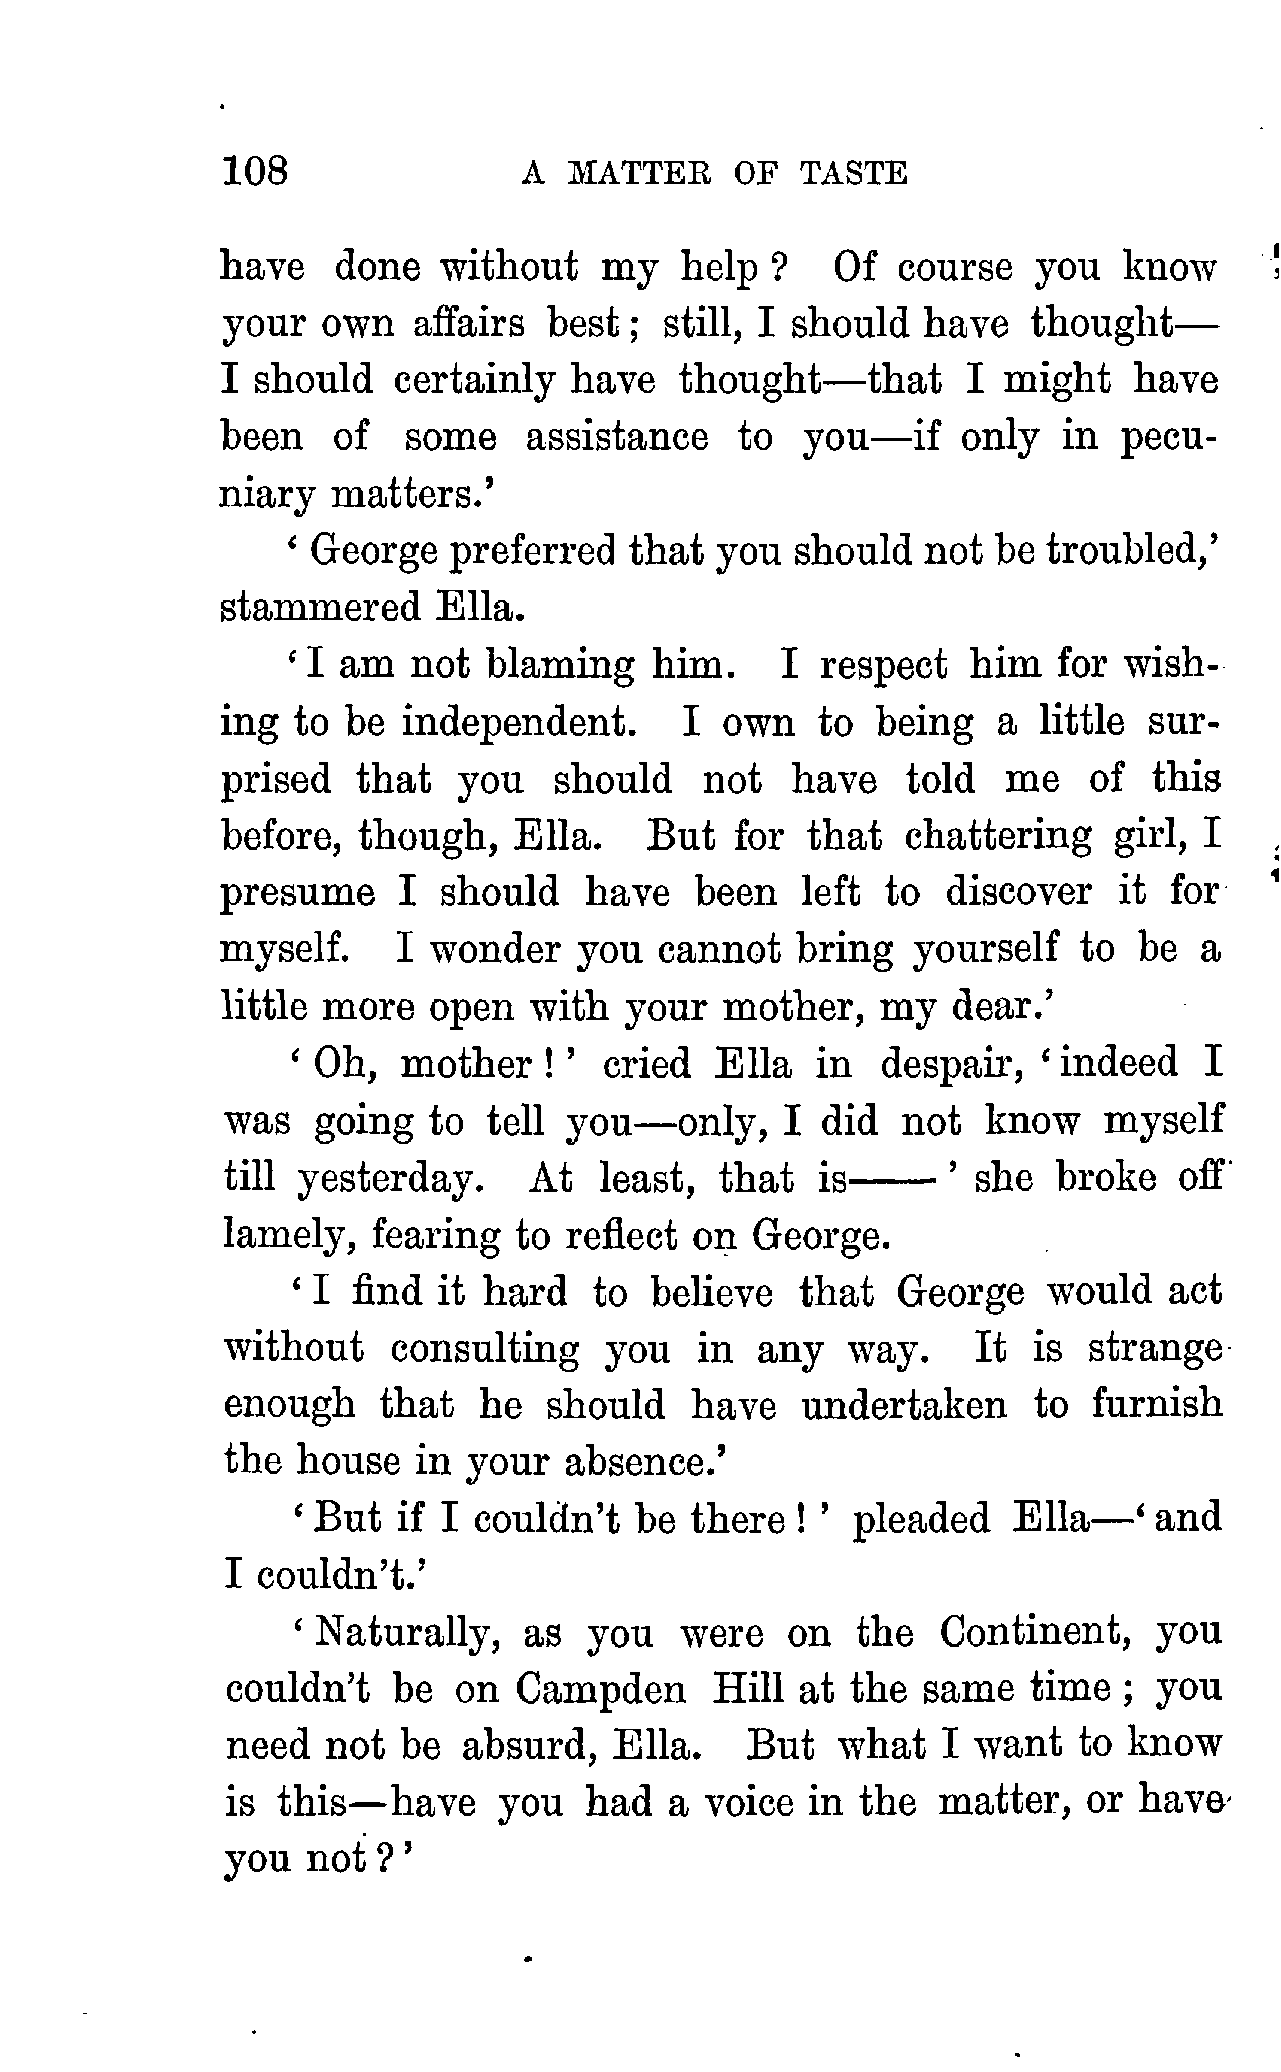 108 A MATTER OF TASTE
have done without my help ? Of course you know
your own affairs best ; still, I should have thought—
I should certainly have thought—that I might have
been of some assistance to you—if only in pecu-
niary matters.’
‘ George preferred that you should not be troubled,’
stammered Ella.
‘ I am not blaming him. I respect him for wish-
ing to be independent. I own to being a little sur-
prised that you should not have told me of this
before, though, Ella. But for that chattering girl, I
presume I should have been left to discover it for
myself. I wonder you cannot bring yourself to be a
little more open with your mother, my dear.’
‘ Oh, mother ! ’ cried Ella in despair, ‘ indeed I
was going to tell you—only, I did not know myself
till yesterday. At least, that is—— ’ she broke off
lamely, fearing to reflect on George.
‘ I find it hard to believe that George would act
without consulting you in any way. It is strange
enough that he should have undertaken to furnish
the house in your absence.’
‘ But if I couldn’t be there ! ’ pleaded Ella—‘ and
I couldn’t.’
‘ Naturally, as you were on the Continent, you
couldn’t be on Campden Hill at the same time ; you
need not be absurd, Ella. But what I want to know
is this—have you had a voice in the matter, or have
you not ? ’